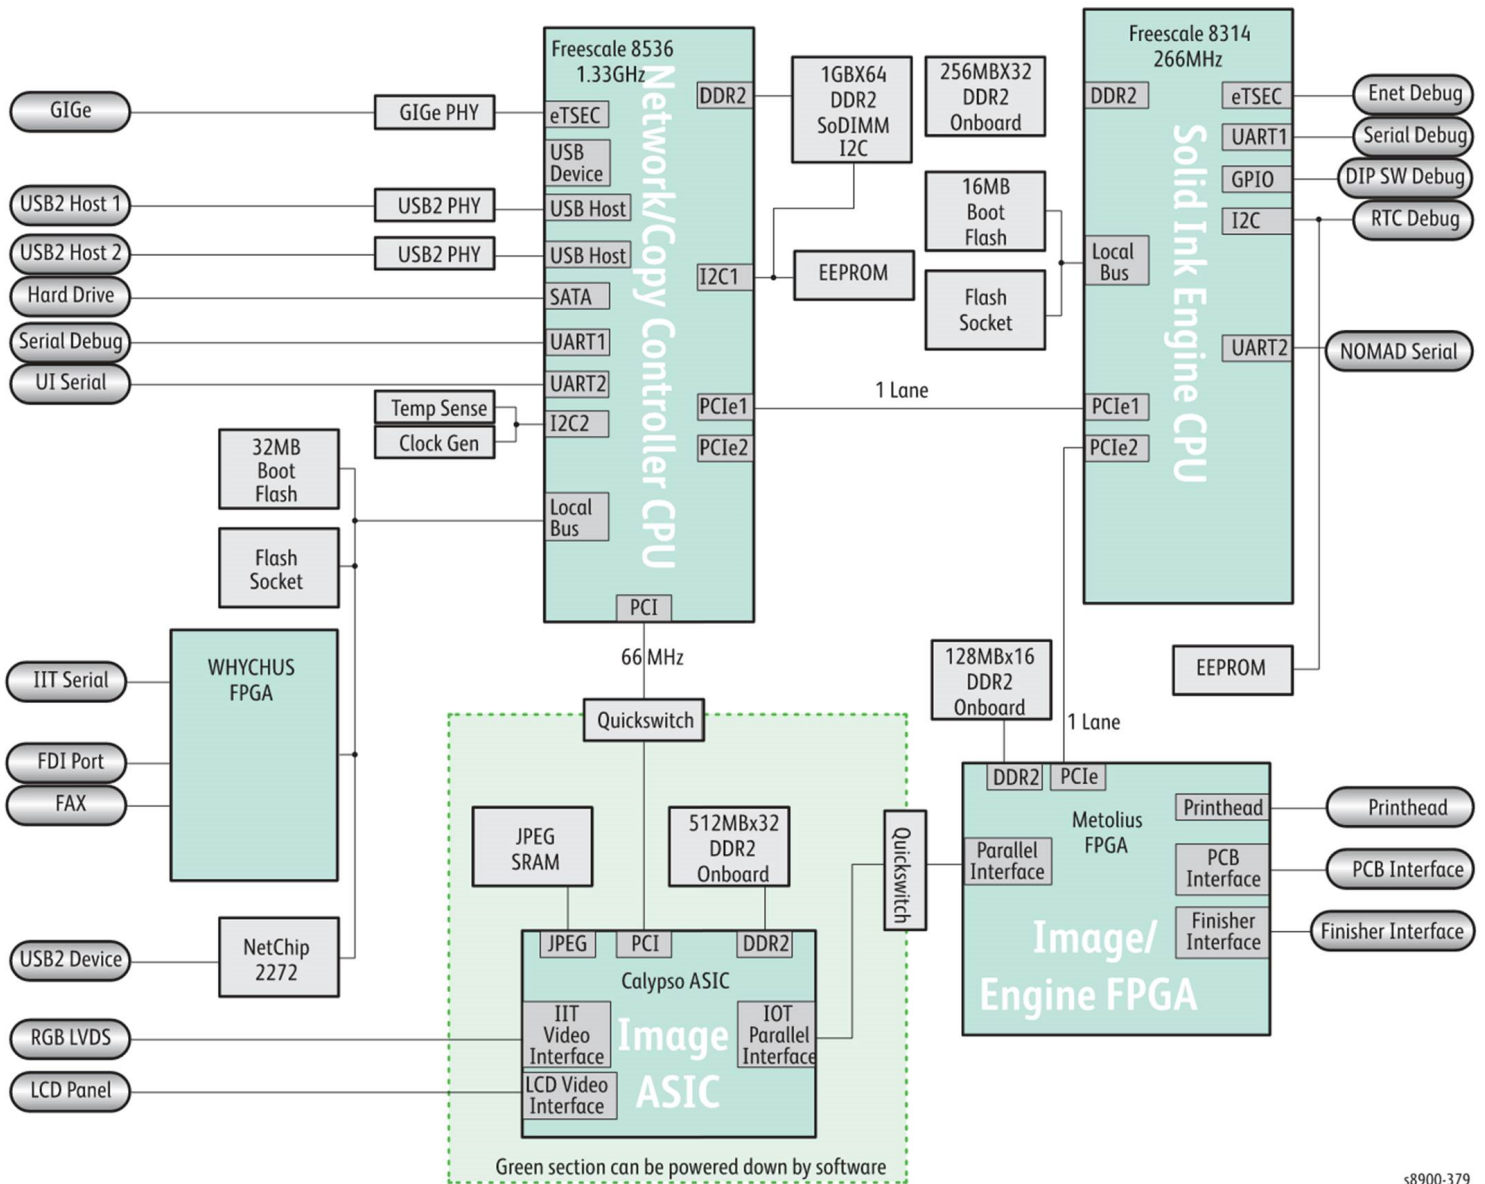 Freescale 8536
1.33GHz
Network/Copy Controller CPU
eTSEC
USB
Device
USB Host
USB Host
SATA
UART1
UART2
I2C2
Local
Bus
DDR2
I2C1
PCIe1
PCIe2
PCI
GIGe
GIGe PHY
USB2 Host 1
USB2 PHY
USB2 Host 2
USB2 PHY
Hard Drive
Serial Debug
UI Serial
Temp Sense
Clock Gen
32MB
Boot
Flash
Flash
Socket
WHYCHUS
FPGA
IIT Serial
FDI Port
FAX
USB2 Device
NetChip
2272
RGB LVDS
LCD Panel
1GBX64
DDR2
SoDIMM
I2C
256MBX32
DDR2
Onboard
16MB
Boot
Flash
EEPROM
Flash
Socket
1 Lane
Freescale 8314
266MHz
Solid Ink Engine CPU
DDR2
Local
Bus
PCIe1
PCIe2
eTSEC
UART1
GPIO
I2C
UART2
Enet Debug
Serial Debug
DIP SW Debug
RTC Debug
NOMAD Serial
EEPROM
66 MHz
Quickswitch
JPEG
SRAM
512MBx32
DDR2
Onboard
JPEG
PCI
DDR2
Calypso ASIC
IIT
Video
Interface
LCD Video
Interface
Image
ASIC
IOT
Parallel
Interface
Green section can be powered down by software
Quickswitch
128MBx16
DDR2
Onboard
1 Lane
DDR2
PCIe
Metolius
FPGA
Parallel
Interface
Printhead
PCB
Interface
Finisher
Interface
Image/
Engine FPGA
Printhead
PCB Interface
Finisher Interface
s8900-379